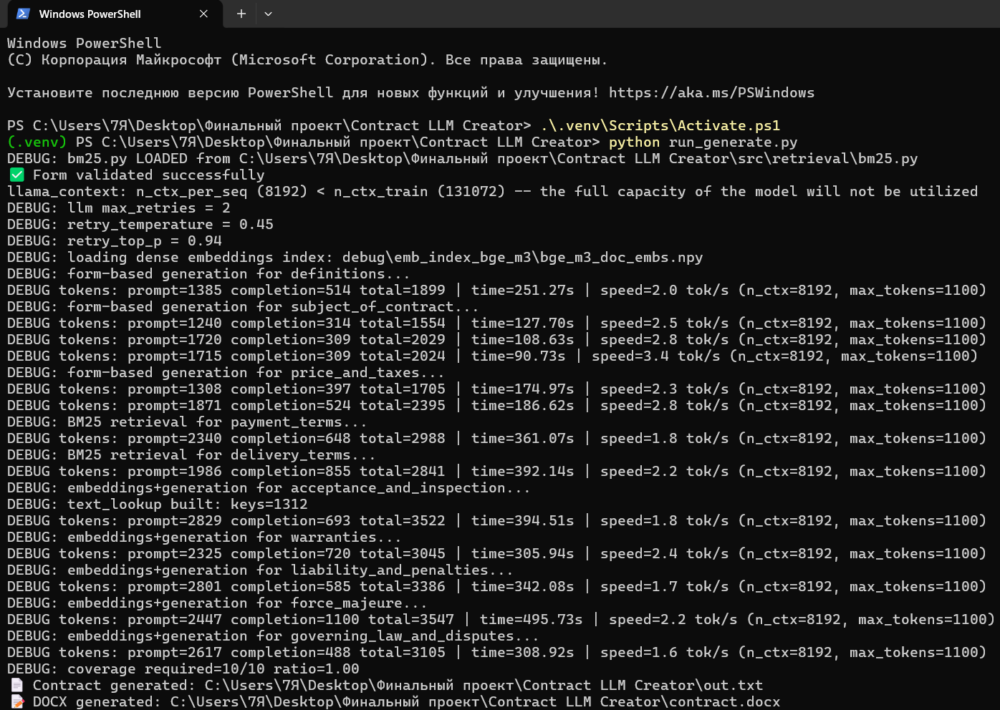 Windows PowerShell
Windows PowerShell
(C) Корпорация Майкрософт (Microsoft Corporation). Все права защищены.
Установите последнюю версию PowerShell для новых функций и улучшения! https://aka.ms/PSWindows
PS C:\Users\7Я\Desktop\Финальный проект\Contract LLM Creator> .\.venv\Scripts\Activate.ps1
(.venv) PS C:\Users\7Я\Desktop\Финальный проект\Contract LLM Creator> python run_generate.py
DEBUG: bm25.py LOADED from C:\Users\7Я\Desktop\Финальный проект\Contract LLM Creator\src\retrieval\bm25.py
✅ Form validated successfully
llama_context: n_ctx_per_seq (8192) < n_ctx_train (131072) -- the full capacity of the model will not be utilized
DEBUG: llm max_retries = 2
DEBUG: retry_temperature = 0.45
DEBUG: retry_top_p = 0.94
DEBUG: loading dense embeddings index: debug\emb_index_bge_m3\bge_m3_doc_embs.npy
DEBUG: form-based generation for definitions...
DEBUG tokens: prompt=1385 completion=514 total=1899 | time=251.27s | speed=2.0 tok/s (n_ctx=8192, max_tokens=1100)
DEBUG: form-based generation for subject_of_contract...
DEBUG tokens: prompt=1240 completion=314 total=1554 | time=127.70s | speed=2.5 tok/s (n_ctx=8192, max_tokens=1100)
DEBUG tokens: prompt=1720 completion=309 total=2029 | time=108.63s | speed=2.8 tok/s (n_ctx=8192, max_tokens=1100)
DEBUG tokens: prompt=1715 completion=309 total=2024 | time=90.73s | speed=3.4 tok/s (n_ctx=8192, max_tokens=1100)
DEBUG: form-based generation for price_and_taxes...
DEBUG tokens: prompt=1308 completion=397 total=1705 | time=174.97s | speed=2.3 tok/s (n_ctx=8192, max_tokens=1100)
DEBUG tokens: prompt=1871 completion=524 total=2395 | time=186.62s | speed=2.8 tok/s (n_ctx=8192, max_tokens=1100)
DEBUG: BM25 retrieval for payment_terms...
DEBUG tokens: prompt=2340 completion=648 total=2988 | time=361.07s | speed=1.8 tok/s (n_ctx=8192, max_tokens=1100)
DEBUG: BM25 retrieval for delivery_terms...
DEBUG tokens: prompt=1986 completion=855 total=2841 | time=392.14s | speed=2.2 tok/s (n_ctx=8192, max_tokens=1100)
DEBUG: embeddings+generation for acceptance_and_inspection...
DEBUG: text_lookup built: keys=1312
DEBUG tokens: prompt=2829 completion=693 total=3522 | time=394.51s | speed=1.8 tok/s (n_ctx=8192, max_tokens=1100)
DEBUG: embeddings+generation for warranties...
DEBUG tokens: prompt=2325 completion=720 total=3045 | time=305.94s | speed=2.4 tok/s (n_ctx=8192, max_tokens=1100)
DEBUG: embeddings+generation for liability_and_penalties...
DEBUG tokens: prompt=2801 completion=585 total=3386 | time=342.08s | speed=1.7 tok/s (n_ctx=8192, max_tokens=1100)
DEBUG: embeddings+generation for force_majeure...
DEBUG tokens: prompt=2447 completion=1100 total=3547 | time=495.73s | speed=2.2 tok/s (n_ctx=8192, max_tokens=1100)
DEBUG: embeddings+generation for governing_law_and_disputes...
DEBUG tokens: prompt=2617 completion=488 total=3105 | time=308.92s | speed=1.6 tok/s (n_ctx=8192, max_tokens=1100)
DEBUG: coverage required=10/10 ratio=1.00
📄 Contract generated: C:\Users\7Я\Desktop\Финальный проект\Contract LLM Creator\out.txt
📝 DOCX generated: C:\Users\7Я\Desktop\Финальный проект\Contract LLM Creator\contract.docx